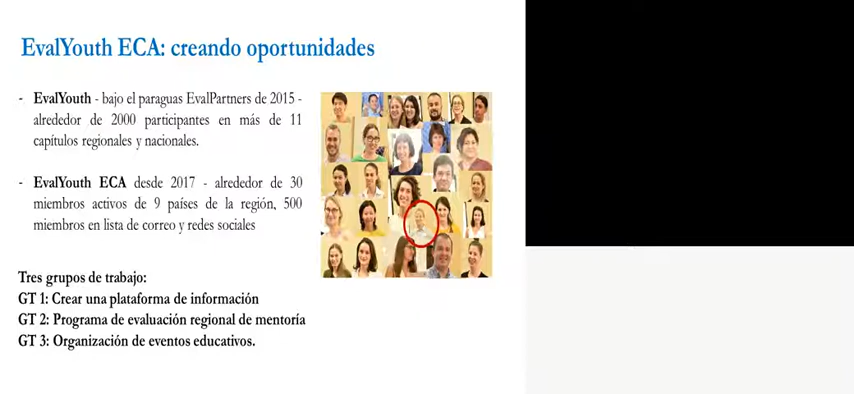 EvalYouth ECA: creando oportunidades
- EvalYouth - bajo el paraguas EvalPartners de 2015 -
alrededor de 2000 participantes en más de 11
capítulos regionales y nacionales.
- EvalYouth ECA desde 2017 - alrededor de 30
miembros activos de 9 países de la región, 500
miembros en lista de correo y redes sociales
Tres grupos de trabajo:
GT 1: Crear una plataforma de información
GT 2: Programa de evaluación regional de mentoría
GT 3: Organización de eventos educativos.